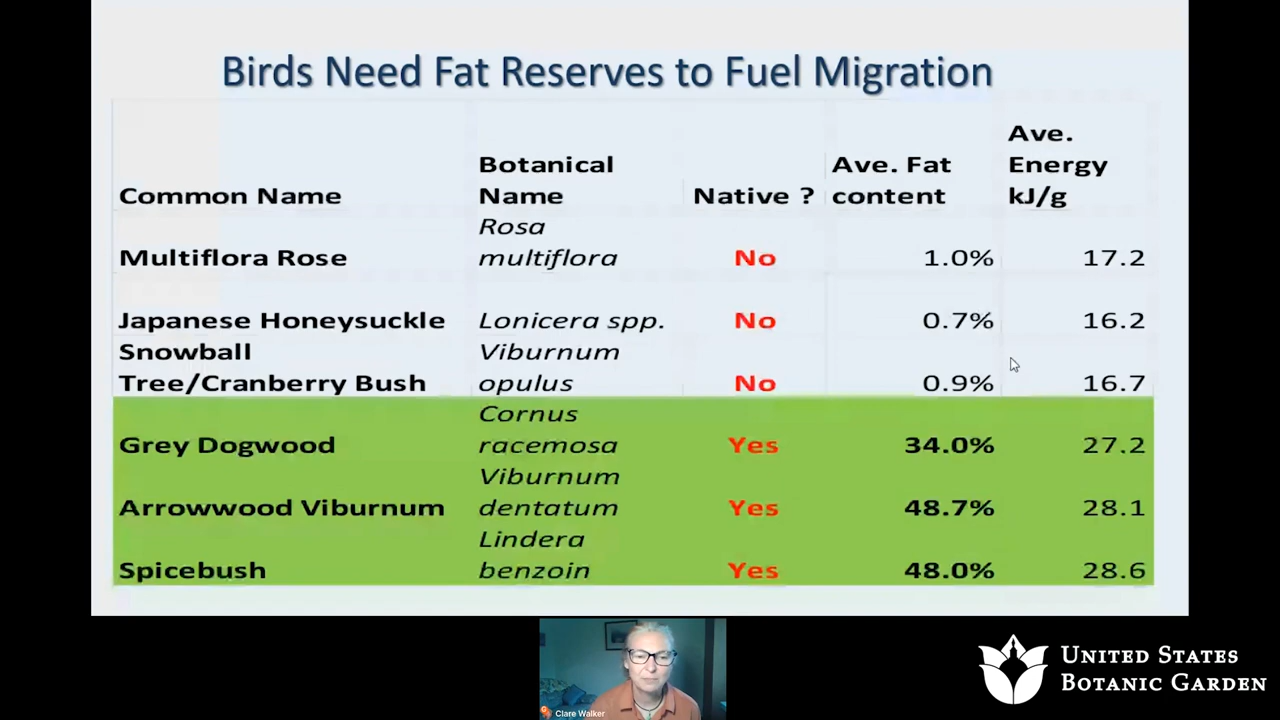 Birds Need Fat Reserves to Fuel Migration
Common Name
Botanical
Name
Native ?
Ave. Fat
content
Ave.
Energy
kJ/g
Multiflora Rose
Rosa
multiflora
No
1.0%
17.2
Japanese Honeysuckle
Lonicera spp.
No
0.7%
16.2
Snowball
Tree/Cranberry Bush
Viburnum
opulus
No
0.9%
16.7
Grey Dogwood
Cornus
racemosa
Yes
34.0%
27.2
Arrowwood Viburnum
Viburnum
dentatum
Yes
48.7%
28.1
Spicebush
Lindera
benzoin
Yes
48.0%
28.6
Clare Walker
UNITED STATES
BOTANIC GARDEN